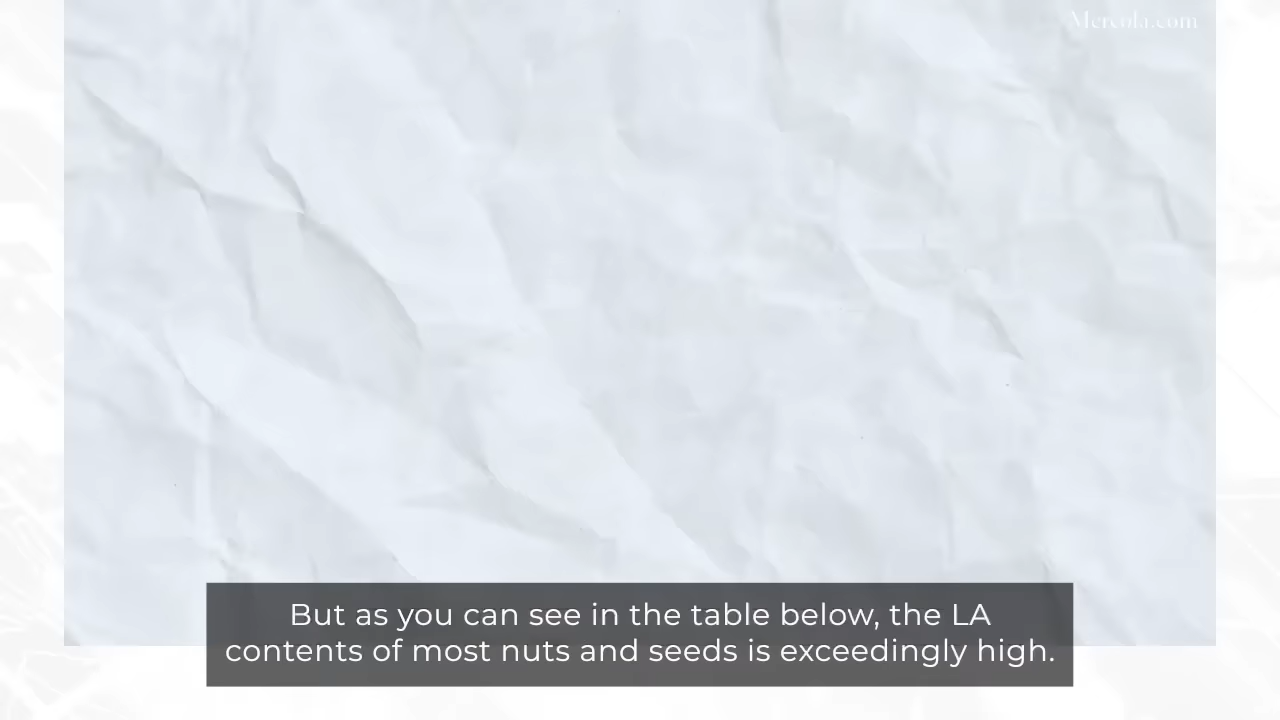 Mercola.com
But as you can see in the table below, the LA
contents of most nuts and seeds is exceedingly high.